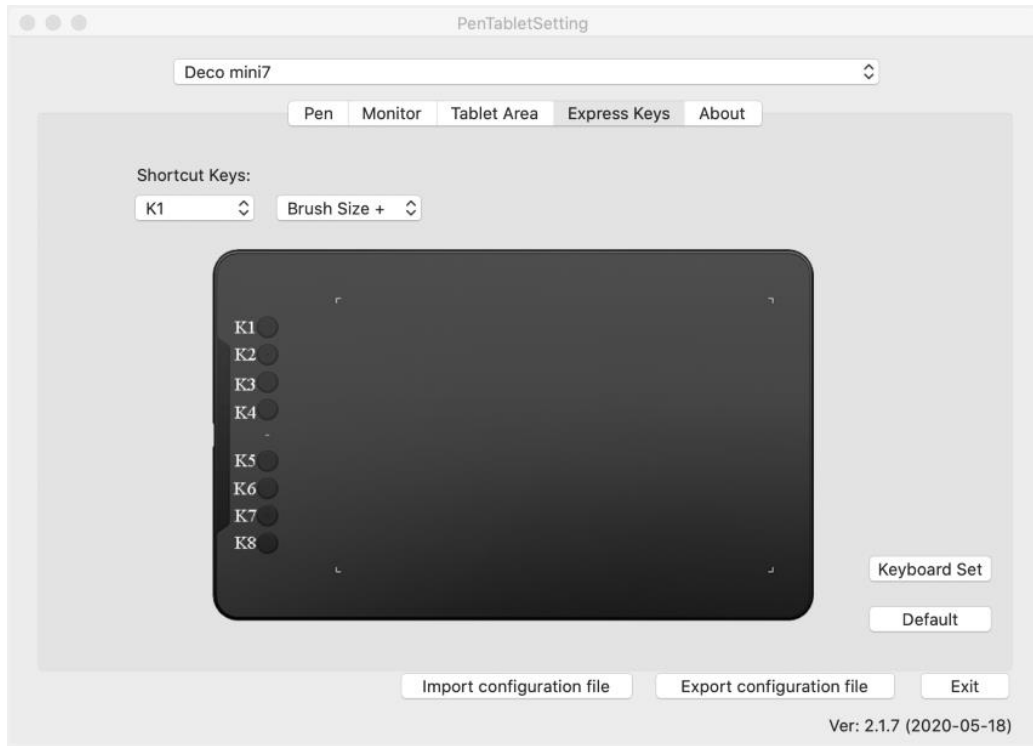 PenTabletSetting
Deco mini7
Pen Monitor Tablet Area Express Keys About
Shortcut Keys:
K1 Brush Size +
K1
K2
K3
K4
K5
K6
K7
K8
Keyboard Set
Default
Import configuration file Export configuration file Exit
Ver: 2.1.7 (2020-05-18)